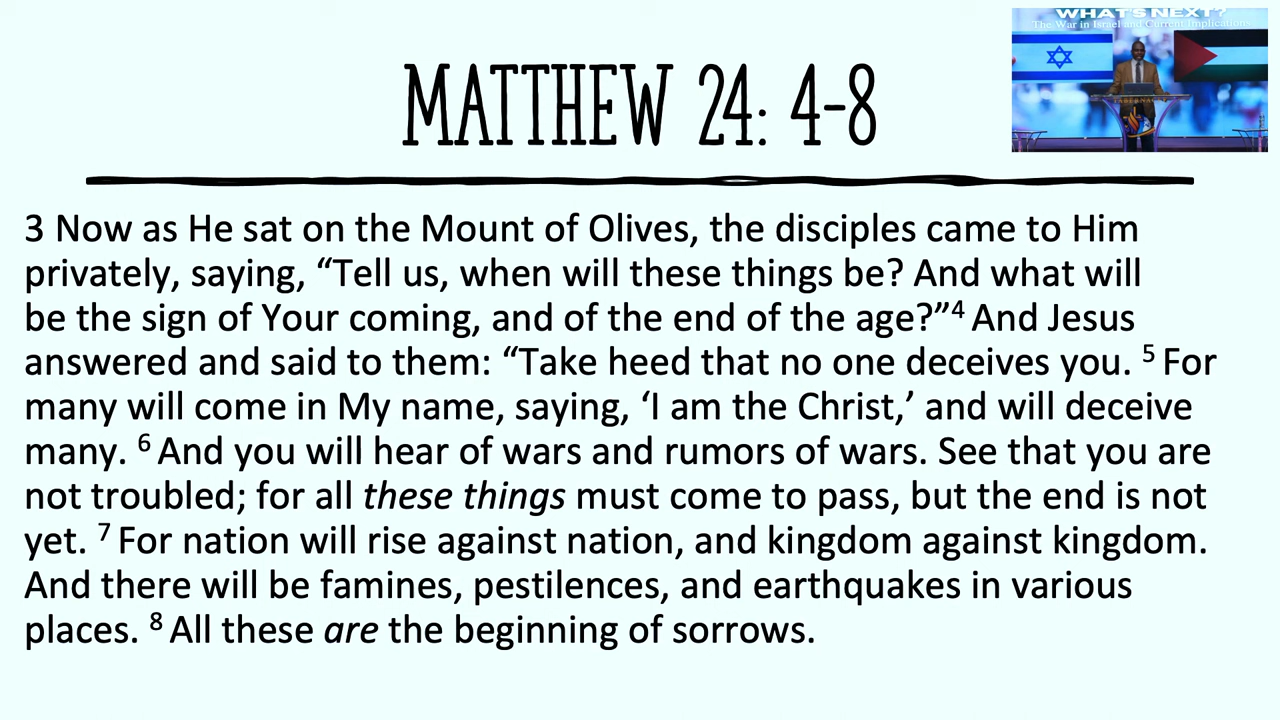 WHAT'S NEXT?
The War in Israel and Current Implications
TABERNACLE
MATTHEW 24: 4-8
3 Now as He sat on the Mount of Olives, the disciples came to Him
privately, saying, “Tell us, when will these things be? And what will
be the sign of Your coming, and of the end of the age?”⁴ And Jesus
answered and said to them: “Take heed that no one deceives you. ⁵ For
many will come in My name, saying, ‘I am the Christ,’ and will deceive
many. ⁶ And you will hear of wars and rumors of wars. See that you are
not troubled; for all these things must come to pass, but the end is not
yet. ⁷ For nation will rise against nation, and kingdom against kingdom.
And there will be famines, pestilences, and earthquakes in various
places. ⁸ All these are the beginning of sorrows.